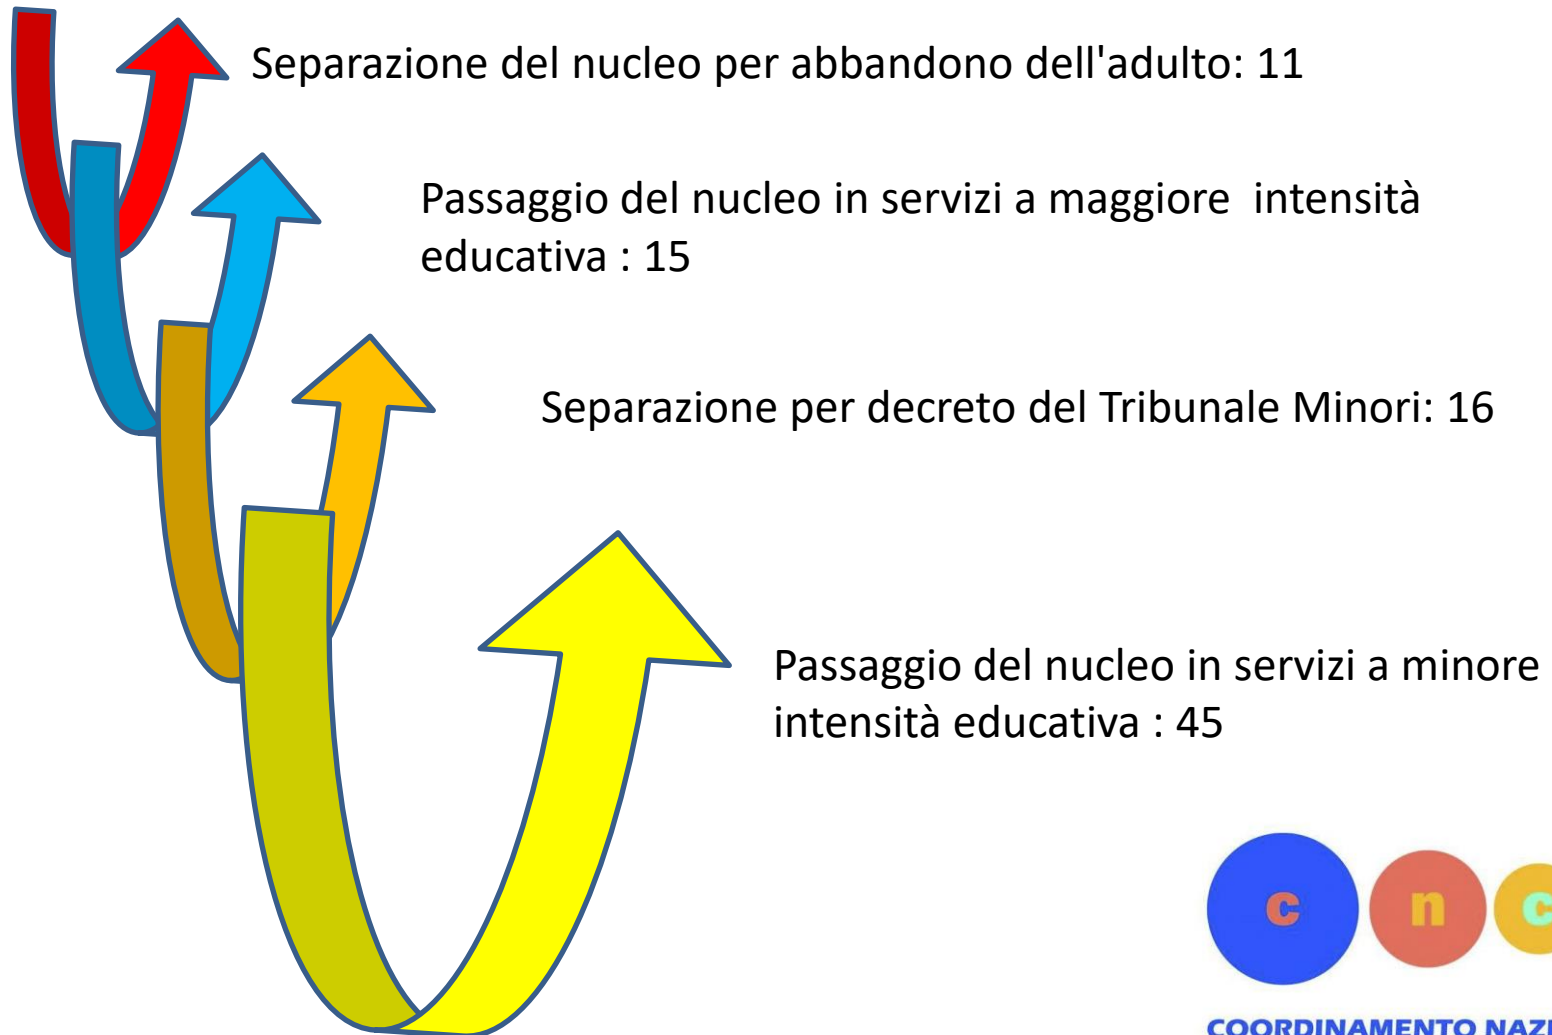 Separazione del nucleo per abbandono dell'adulto: 11
Passaggio del nucleo in servizi a maggiore  intensità
educativa : 15
Separazione per decreto del Tribunale Minori: 16
Passaggio del nucleo in servizi a minore
intensità educativa : 45
c n c
COORDINAMENTO